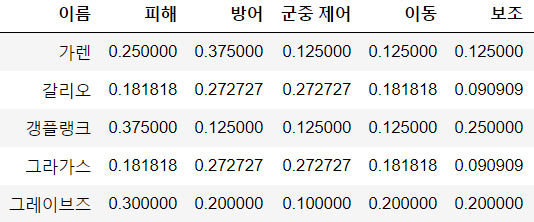 이름 피해 방어 군중 제어 이동 보조
가렌 0.250000 0.375000 0.125000 0.125000 0.125000
갈리오 0.181818 0.272727 0.272727 0.181818 0.090909
갱플랭크 0.375000 0.125000 0.125000 0.125000 0.250000
그라가스 0.181818 0.272727 0.272727 0.181818 0.090909
그레이브즈 0.300000 0.200000 0.100000 0.200000 0.200000